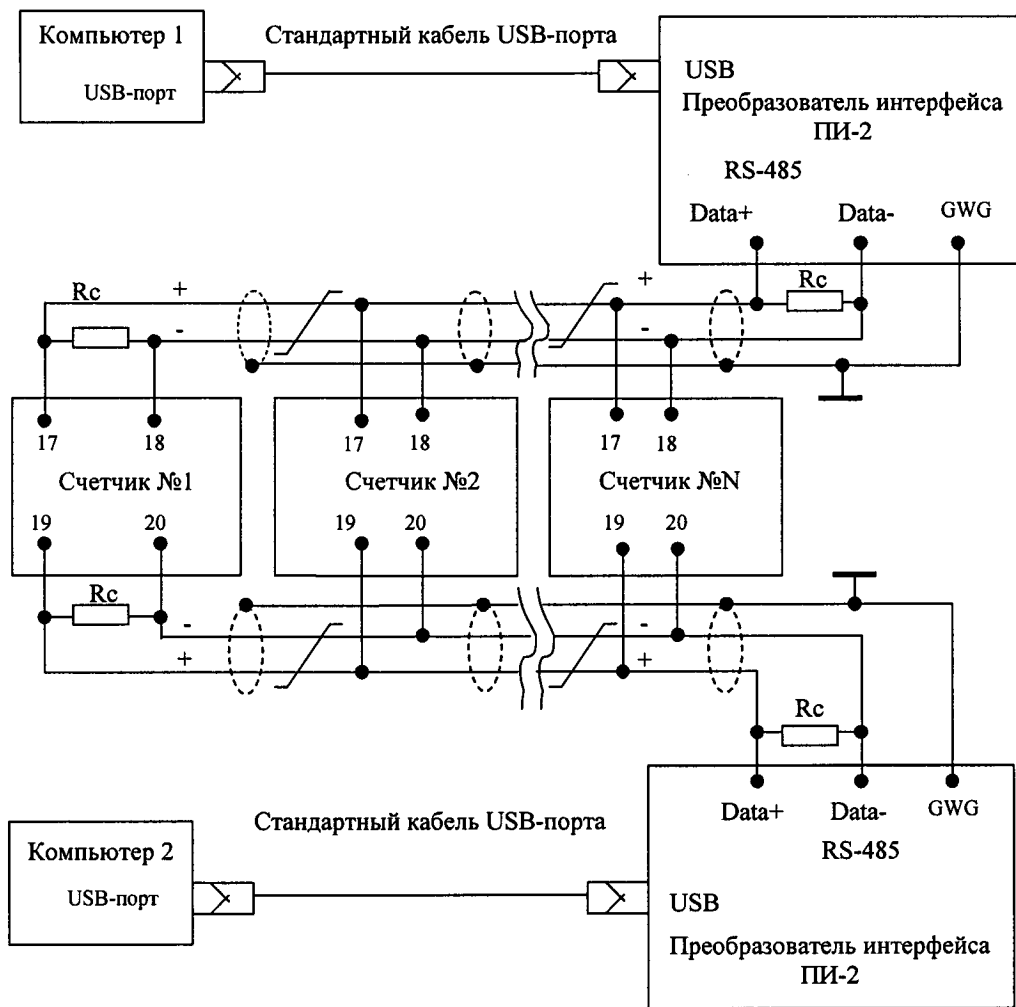 Компьютер 1
USB-порт
Стандартный кабель USB-порта
USB
Преобразователь интерфейса
ПИ-2
RS-485
Data+ Data- GWG
Rc + + Rc
- -
17 18 17 18 17 18
Счетчик №1 Счетчик №2 Счетчик №N
19 20 19 20 19 20
Rc
- -
+ +
Rc
Data+ Data- GWG
RS-485
Компьютер 2
USB-порт
Стандартный кабель USB-порта
USB
Преобразователь интерфейса
ПИ-2